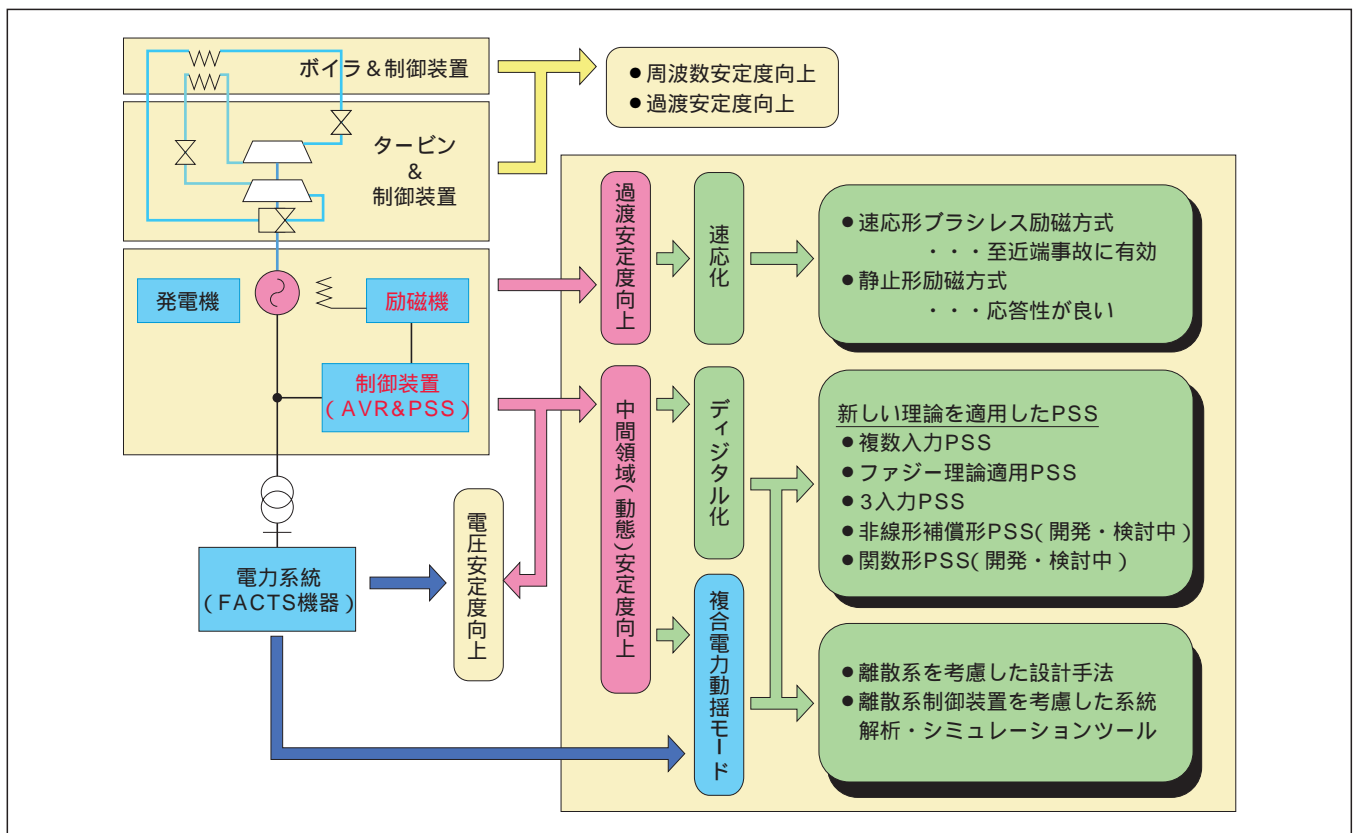 ボイラ&制御装置
タービン
&
制御装置
発電機
励磁機
制御装置
(AVR&PSS)
電力系統
(FACTS機器)
●周波数安定度向上
●過渡安定度向上
電圧安定度向上
過渡安定度向上
中間領域(動態)安定度向上
速応化
ディジタル化
複合電力動揺モード
●速応形ブラシレス励磁方式
・・・至近端事故に有効
●静止形励磁方式
・・・応答性が良い
新しい理論を適用したPSS
●複数入力PSS
●ファジー理論適用PSS
●3入力PSS
●非線形補償形PSS(開発・検討中)
●関数形PSS(開発・検討中)
●離散系を考慮した設計手法
●離散系制御装置を考慮した系統
解析・シミュレーションツール